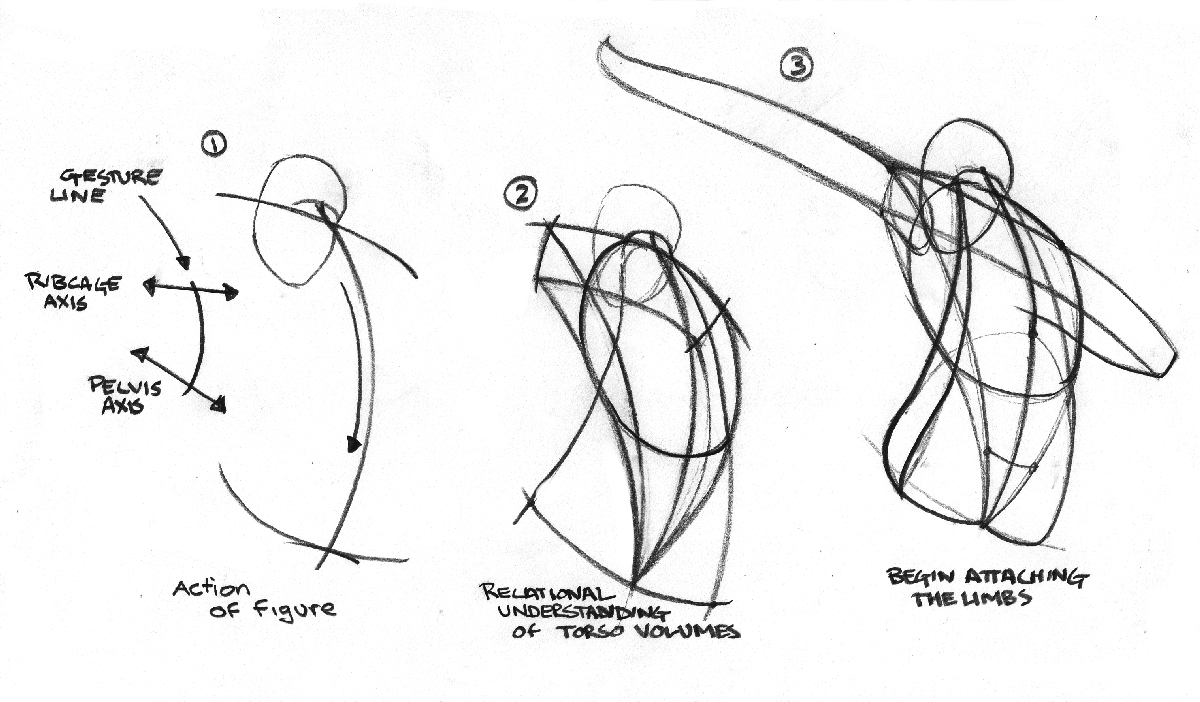 ①
GESTURE
LINE
RIBCAGE
AXIS
PELVIS
AXIS
Action
of Figure
②
RELATIONAL
UNDERSTANDING
OF TORSO VOLUMES
③
BEGIN ATTACHING
THE LIMBS